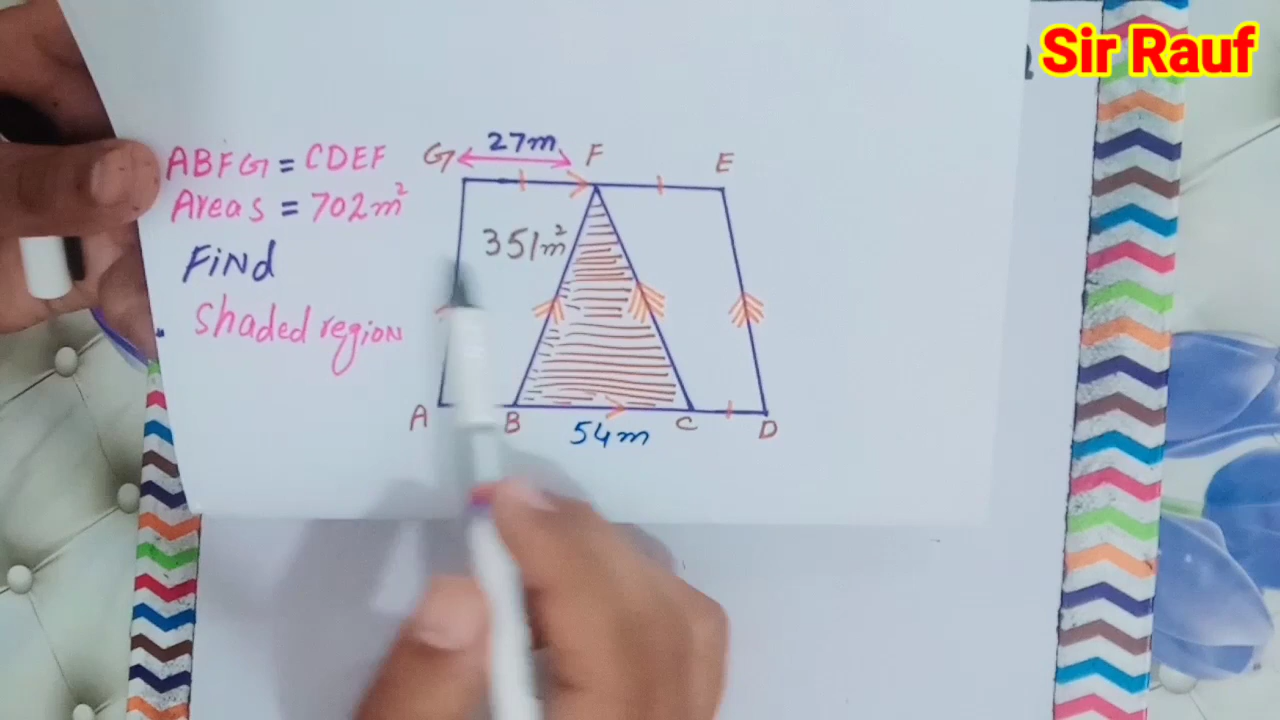 Sir Rauf
27m
ABFG = CDEF
G F E
Areas = 702m²
351m²
FiNd
Shaded region
A B C D
54m